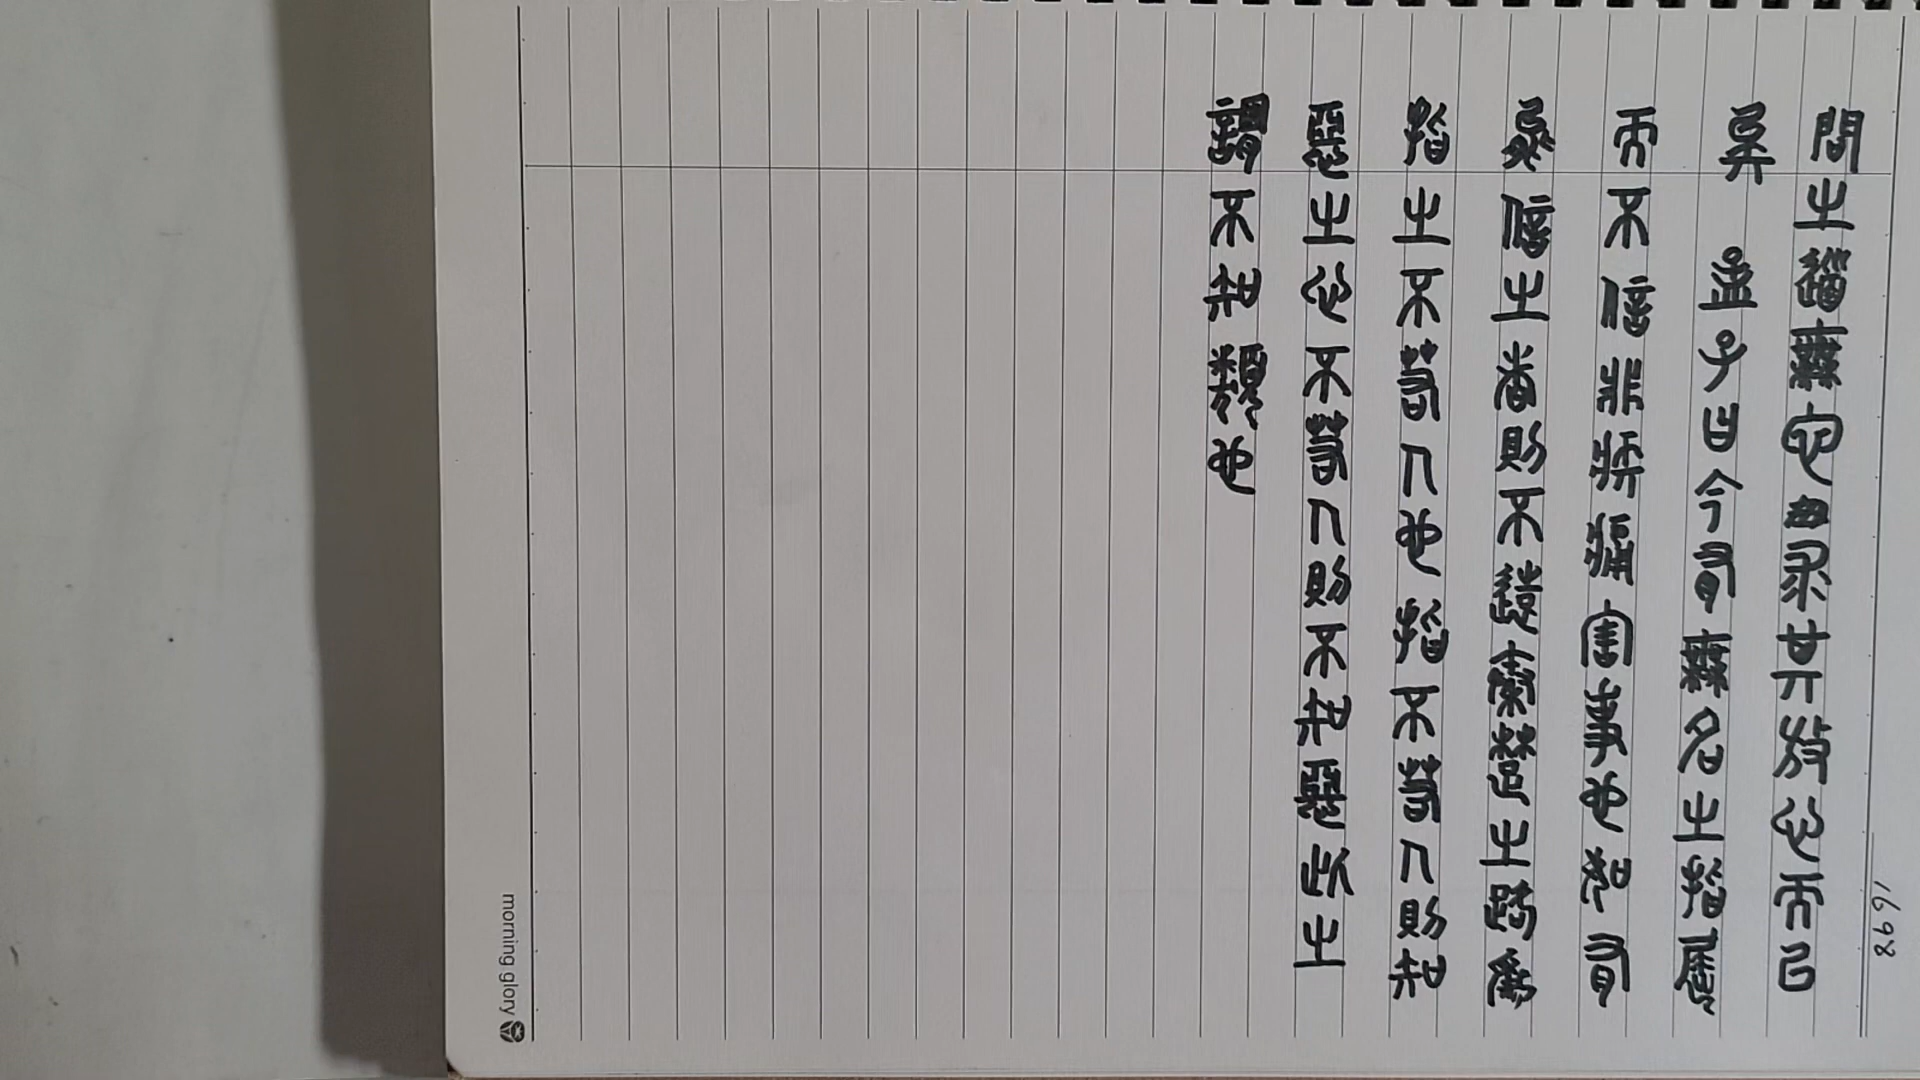 1698
問之道無它求其放心而已
矣 孟子曰今有無名之指屈
而不信非疾痛害事也如有
能信之者則不遠秦楚之路爲
指之不若人也指不若人則知
惡之心不若人則不知惡此之
謂不知類也
morning glory